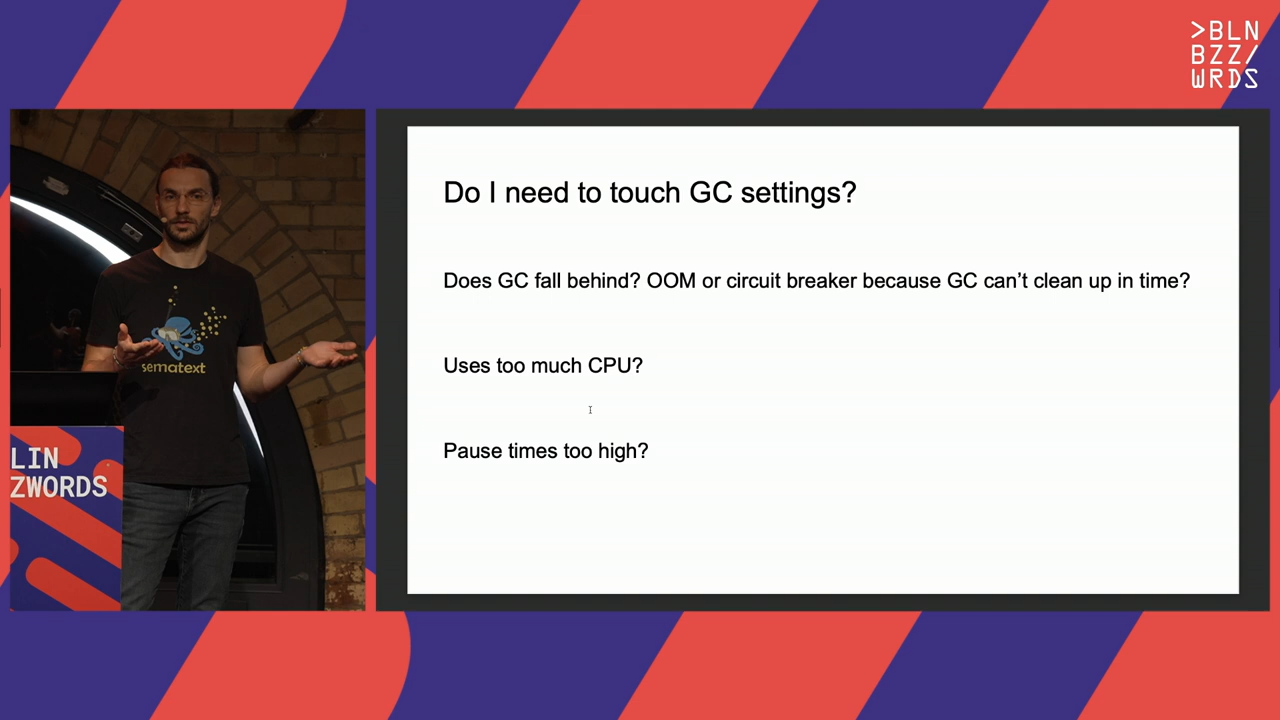 >BLN
BZZ/
WRDS
sematext
LIN
ZWORDS
Do I need to touch GC settings?
Does GC fall behind? OOM or circuit breaker because GC can’t clean up in time?
Uses too much CPU?
Pause times too high?